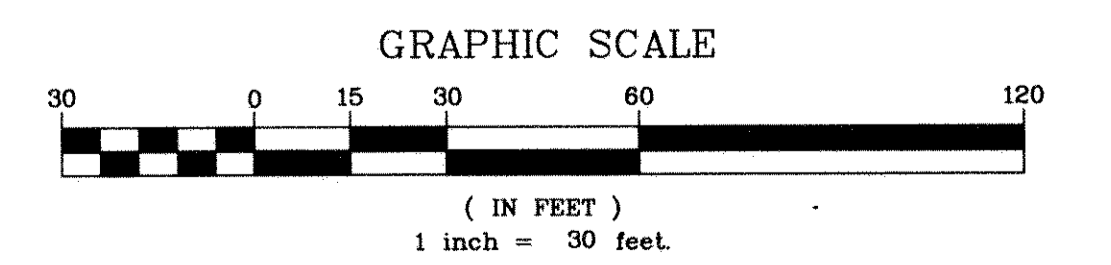 GRAPHIC SCALE
30 0 15 30 60 120
( IN FEET )
1 inch = 30 feet.